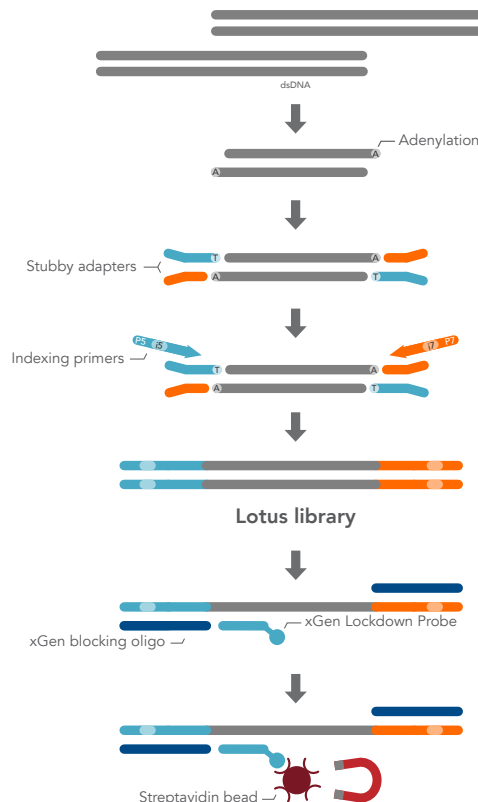 dsDNA
A
Adenylation
A
T
A
Stubby adapters
A
T
P5 i5
i7 P7
Indexing primers
T
A
A
T
Lotus library
xGen Lockdown Probe
xGen blocking oligo
Streptavidin bead